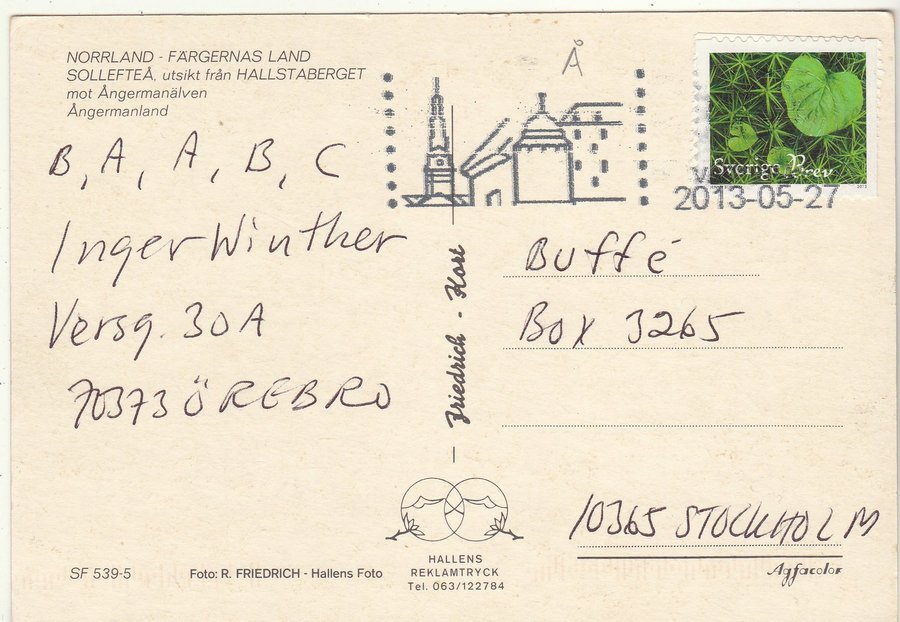 NORRLAND - FÄRGERNAS LAND
SOLLEFTEÅ, utsikt från HALLSTABERGET
mot Ångermanälven
Ångermanland
Å
Sverige Brev
2013-05-27
B, A, A, B, C
Inger Winther
Versg. 30A
70373 ÖREBRO
Friedrich - Kort
Buffé
Box 3265
10365 STOCKHOLM
HALLENS
REKLAMTRYCK
Tel. 063/122784
SF 539-5
Foto: R. FRIEDRICH - Hallens Foto
Agfacolor